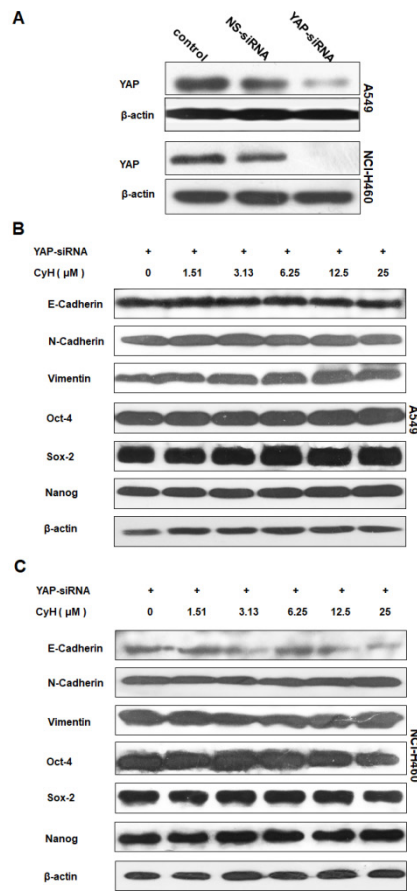 A
control NS-siRNA YAP-siRNA
YAP
β-actin
A549
YAP
β-actin
NCI-H460
B
YAP-siRNA + + + + + +
CyH ( μM ) 0 1.51 3.13 6.25 12.5 25
E-Cadherin
N-Cadherin
Vimentin
Oct-4
A549
Sox-2
Nanog
β-actin
C
YAP-siRNA + + + + + +
CyH ( μM ) 0 1.51 3.13 6.25 12.5 25
E-Cadherin
N-Cadherin
Vimentin
NCI-H460
Oct-4
Sox-2
Nanog
β-actin